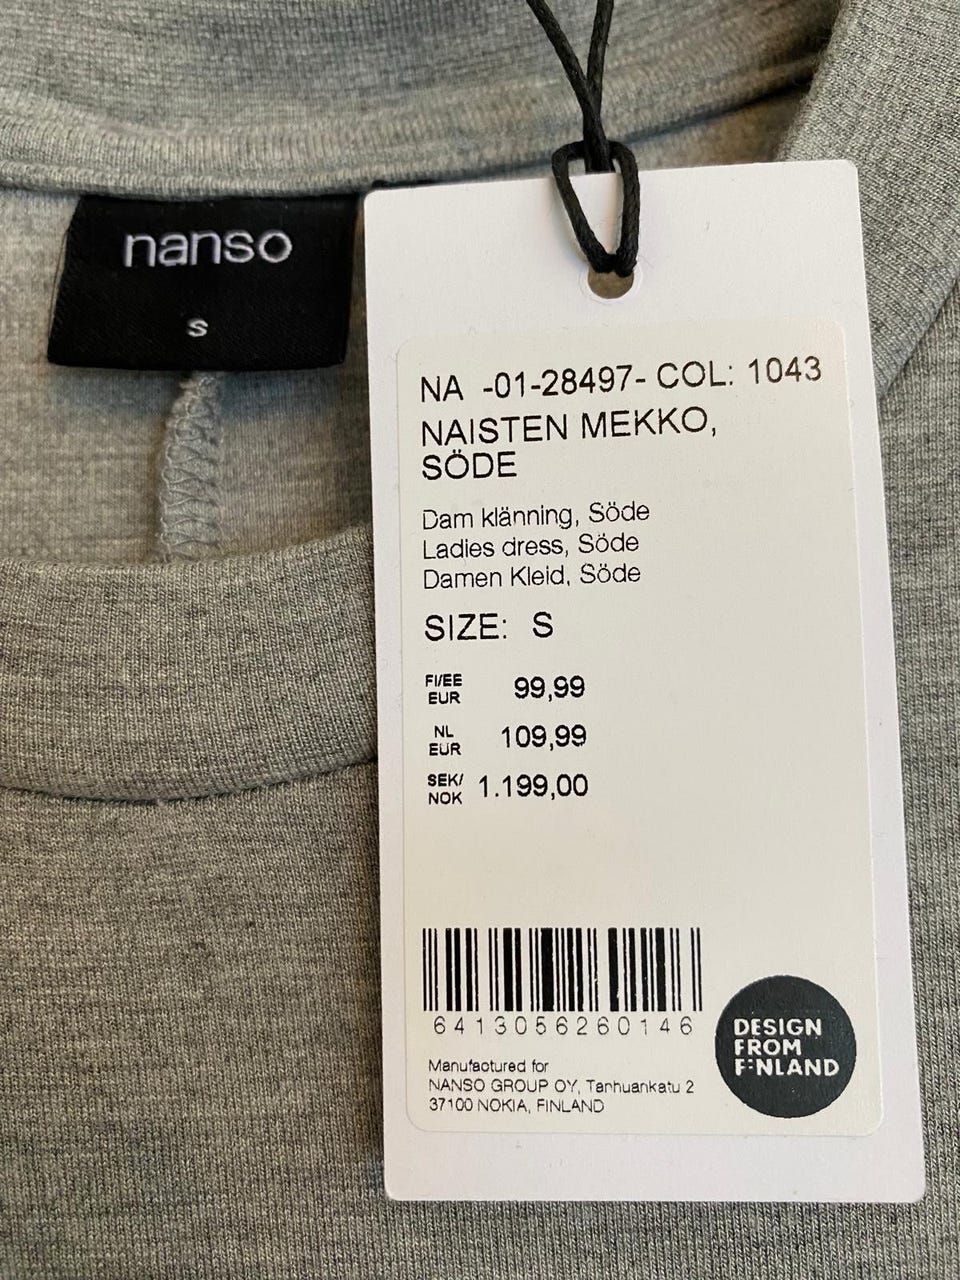 nanso
S
NA -01-28497- COL: 1043
NAISTEN MEKKO,
SÖDE
Dam klänning, Söde
Ladies dress, Söde
Damen Kleid, Söde
SIZE: S
FI/EE
EUR 99,99
NL
EUR 109,99
SEK/
NOK 1.199,00
6413056260146
Manufactured for
NANSO GROUP OY, Tanhuankatu 2
37100 NOKIA, FINLAND
DESIGN
FROM
FINLAND